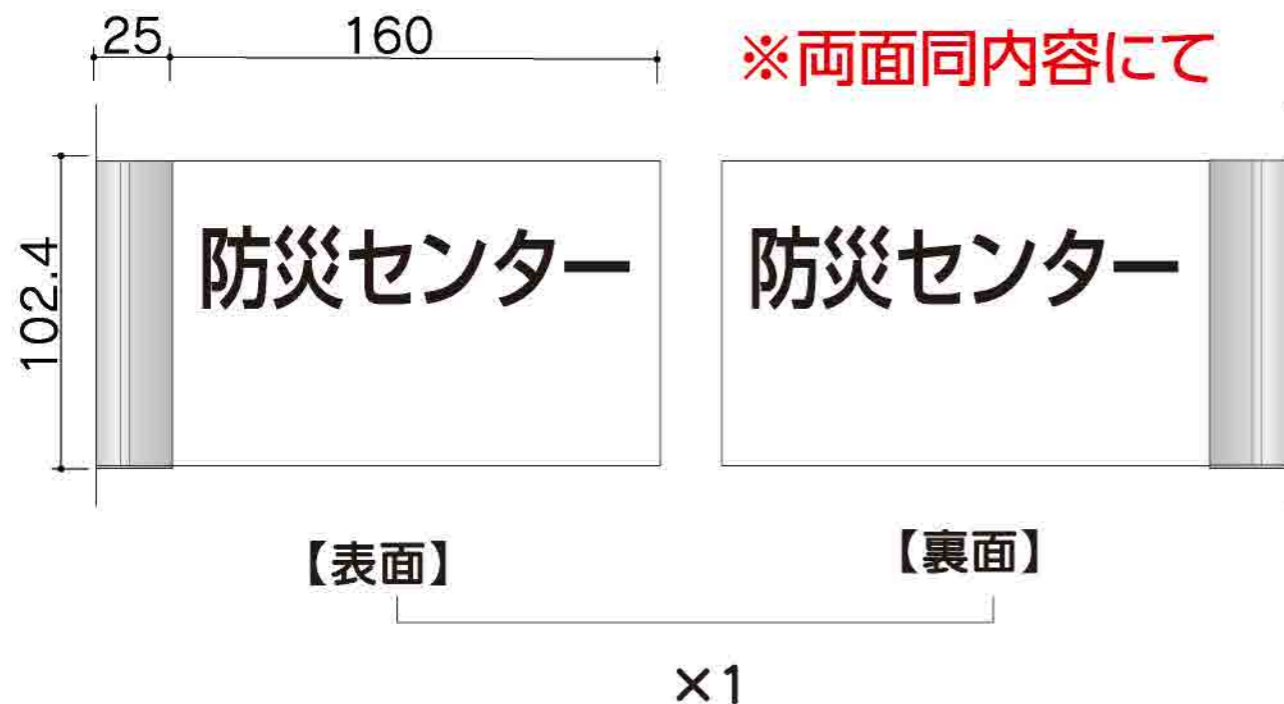 25 160
※両面同内容にて
102.4
防災センター
防災センター
【表面】
【裏面】
×1